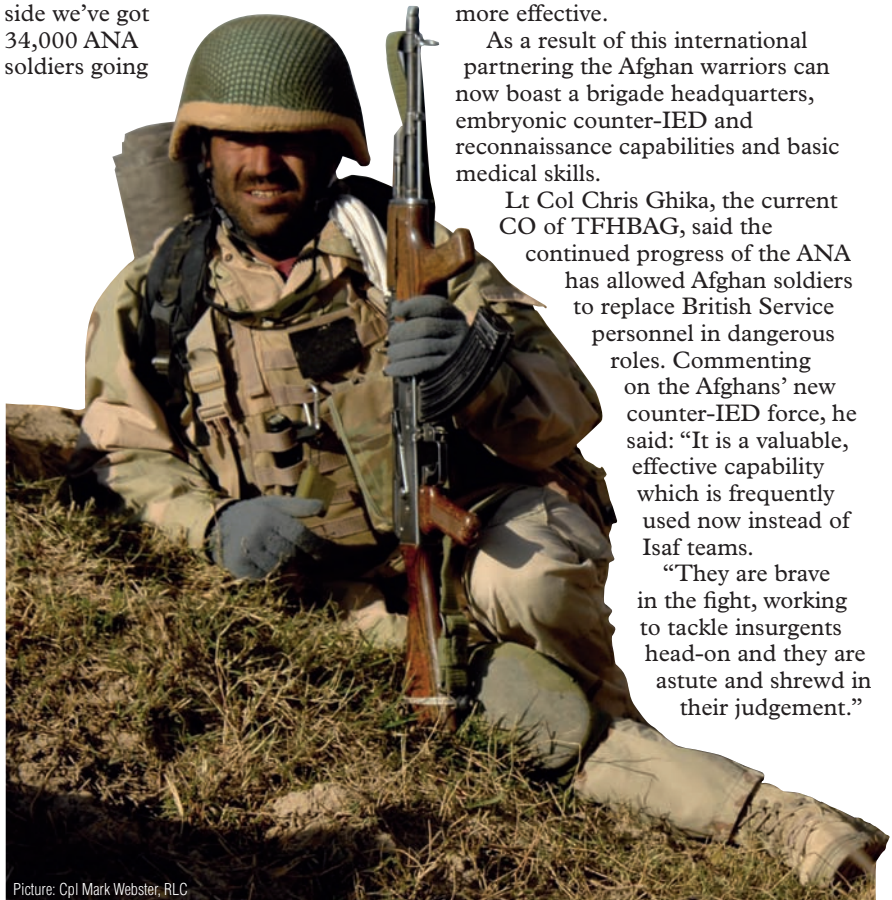 side we've got
34,000 ANA
soldiers going
more effective.
As a result of this international
partnering the Afghan warriors can
now boast a brigade headquarters,
embryonic counter-IED and
reconnaissance capabilities and basic
medical skills.
Lt Col Chris Ghika, the current
CO of TFHBAG, said the
continued progress of the ANA
has allowed Afghan soldiers
to replace British Service
personnel in dangerous
roles. Commenting
on the Afghans' new
counter-IED force, he
said: “It is a valuable,
effective capability
which is frequently
used now instead of
Isaf teams.
“They are brave
in the fight, working
to tackle insurgents
head-on and they are
astute and shrewd in
their judgement.”
Picture: Cpl Mark Webster, RLC